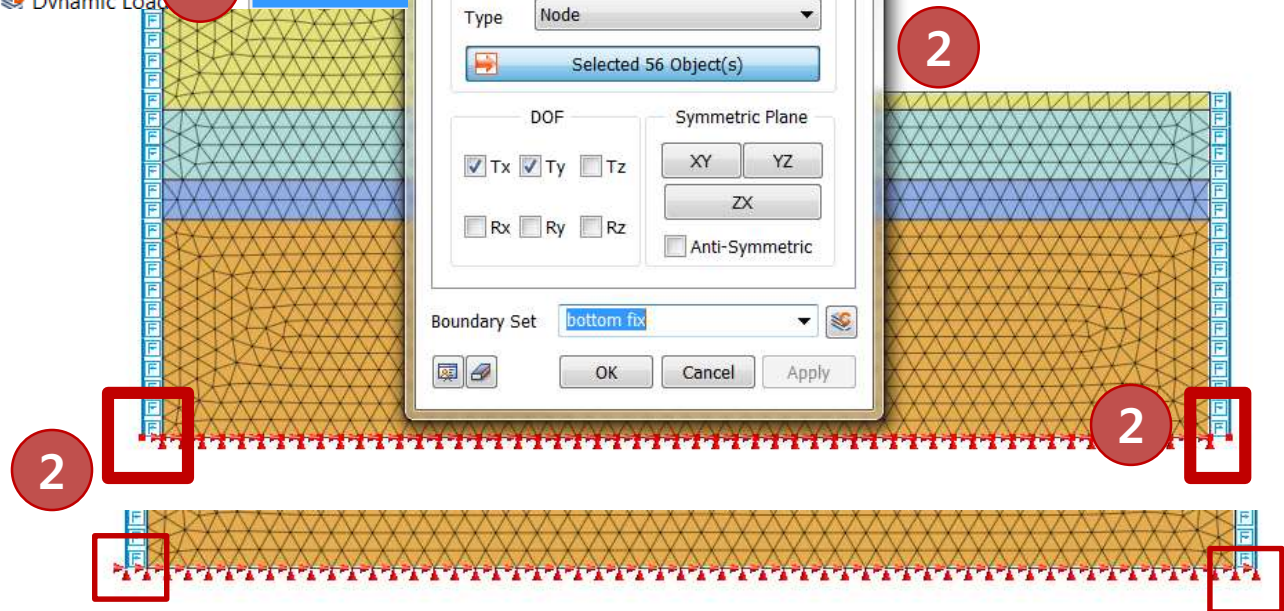 Dynamic Load
Type Node
Selected 56 Object(s)
2
DOF
Symmetric Plane
Tx Ty Tz
XY YZ
ZX
Rx Ry Rz
Anti-Symmetric
Boundary Set bottom fix
OK Cancel Apply
2
2